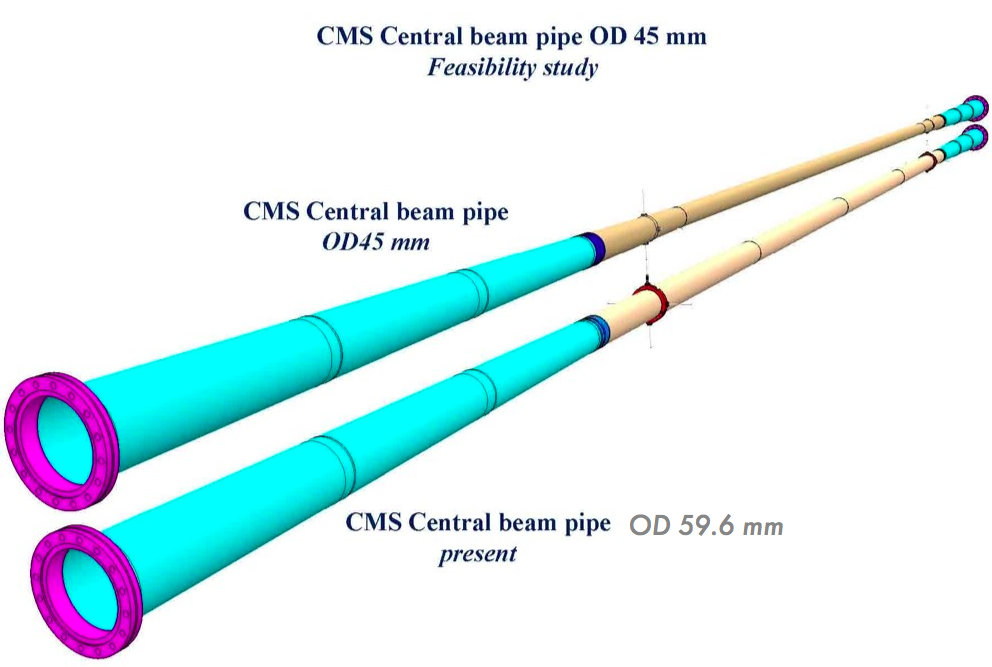 CMS Central beam pipe OD 45 mm
Feasibility study
CMS Central beam pipe
OD45 mm
CMS Central beam pipe OD 59.6 mm
present